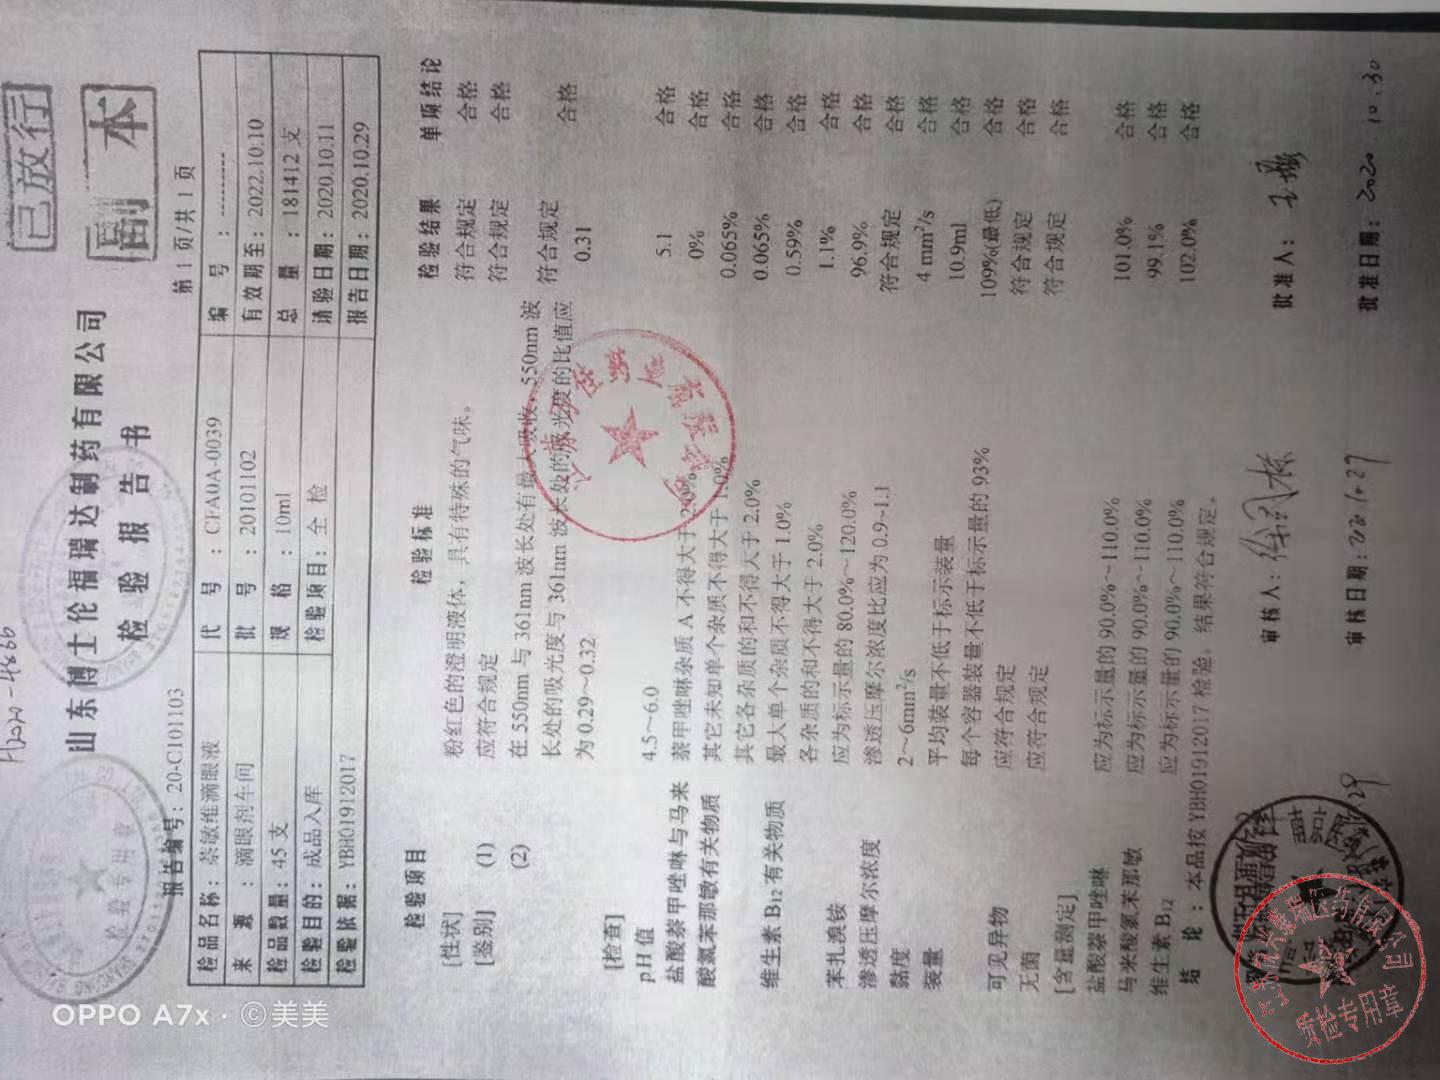 H2020-4866
已放行
副本
山东博士伦福瑞达制药有限公司
检验报告书
报告编号：20-C101103 第1页/共1页
检品名称：萘敏维滴眼液 代号：CPA0A-0039 编号：---------
来源：滴眼剂车间 批号：20101102 有效期至：2022.10.10
检品数量：45支 规格：10ml 总量：181412支
检验目的：成品入库 检验项目：全检 请验日期：2020.10.11
检验依据：YBH01912017 报告日期：2020.10.29
检验项目 检验标准 检验结果 单项结论
[性状] 粉红色的澄明液体，具有特殊的气味。 符合规定 合格
[鉴别] (1) 应符合规定 符合规定 合格
(2) 在550nm与361nm波长处有最大吸收，550nm波 符合规定
长处的吸光度与361nm波长处的吸光度的比值应 合格
为0.29～0.32 0.31
[检查]
pH值 4.5～6.0 5.1 合格
盐酸萘甲唑啉与马来 萘甲唑啉杂质A不得大于2.0% 0% 合格
酸氯苯那敏有关物质 其它未知单个杂质不得大于1.0% 0.065% 合格
其它各杂质的和不得大于2.0% 0.065% 合格
维生素B12有关物质 最大单个杂质不得大于1.0% 0.59% 合格
各杂质的和不得大于2.0% 1.1% 合格
苯扎溴铵 应为标示量的80.0%～120.0% 96.9% 合格
渗透压摩尔浓度 渗透压摩尔浓度比应为0.9~1.1 符合规定 合格
黏度 2～6mm²/s 4 mm²/s 合格
装量 平均装量不低于标示装量 10.9ml 合格
每个容器装量不低于标示量的93% 109%(最低) 合格
可见异物 应符合规定 符合规定 合格
无菌 应符合规定 符合规定 合格
[含量测定]
盐酸萘甲唑啉 应为标示量的90.0%～110.0% 101.0% 合格
马来酸氯苯那敏 应为标示量的90.0%～110.0% 99.1% 合格
维生素B12 应为标示量的90.0%～110.0% 102.0% 合格
结论：本品按YBH01912017检验。结果符合规定。
审核人： 批准人：
审核日期： 批准日期：2020.10.30
检验专用章
质检专用章
OPPO A7x · ©美美